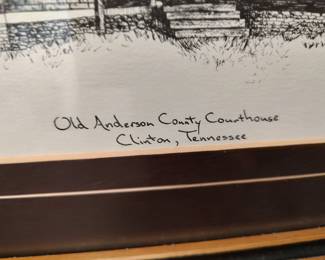 Old Anderson County Courthouse
Clinton, Tennessee